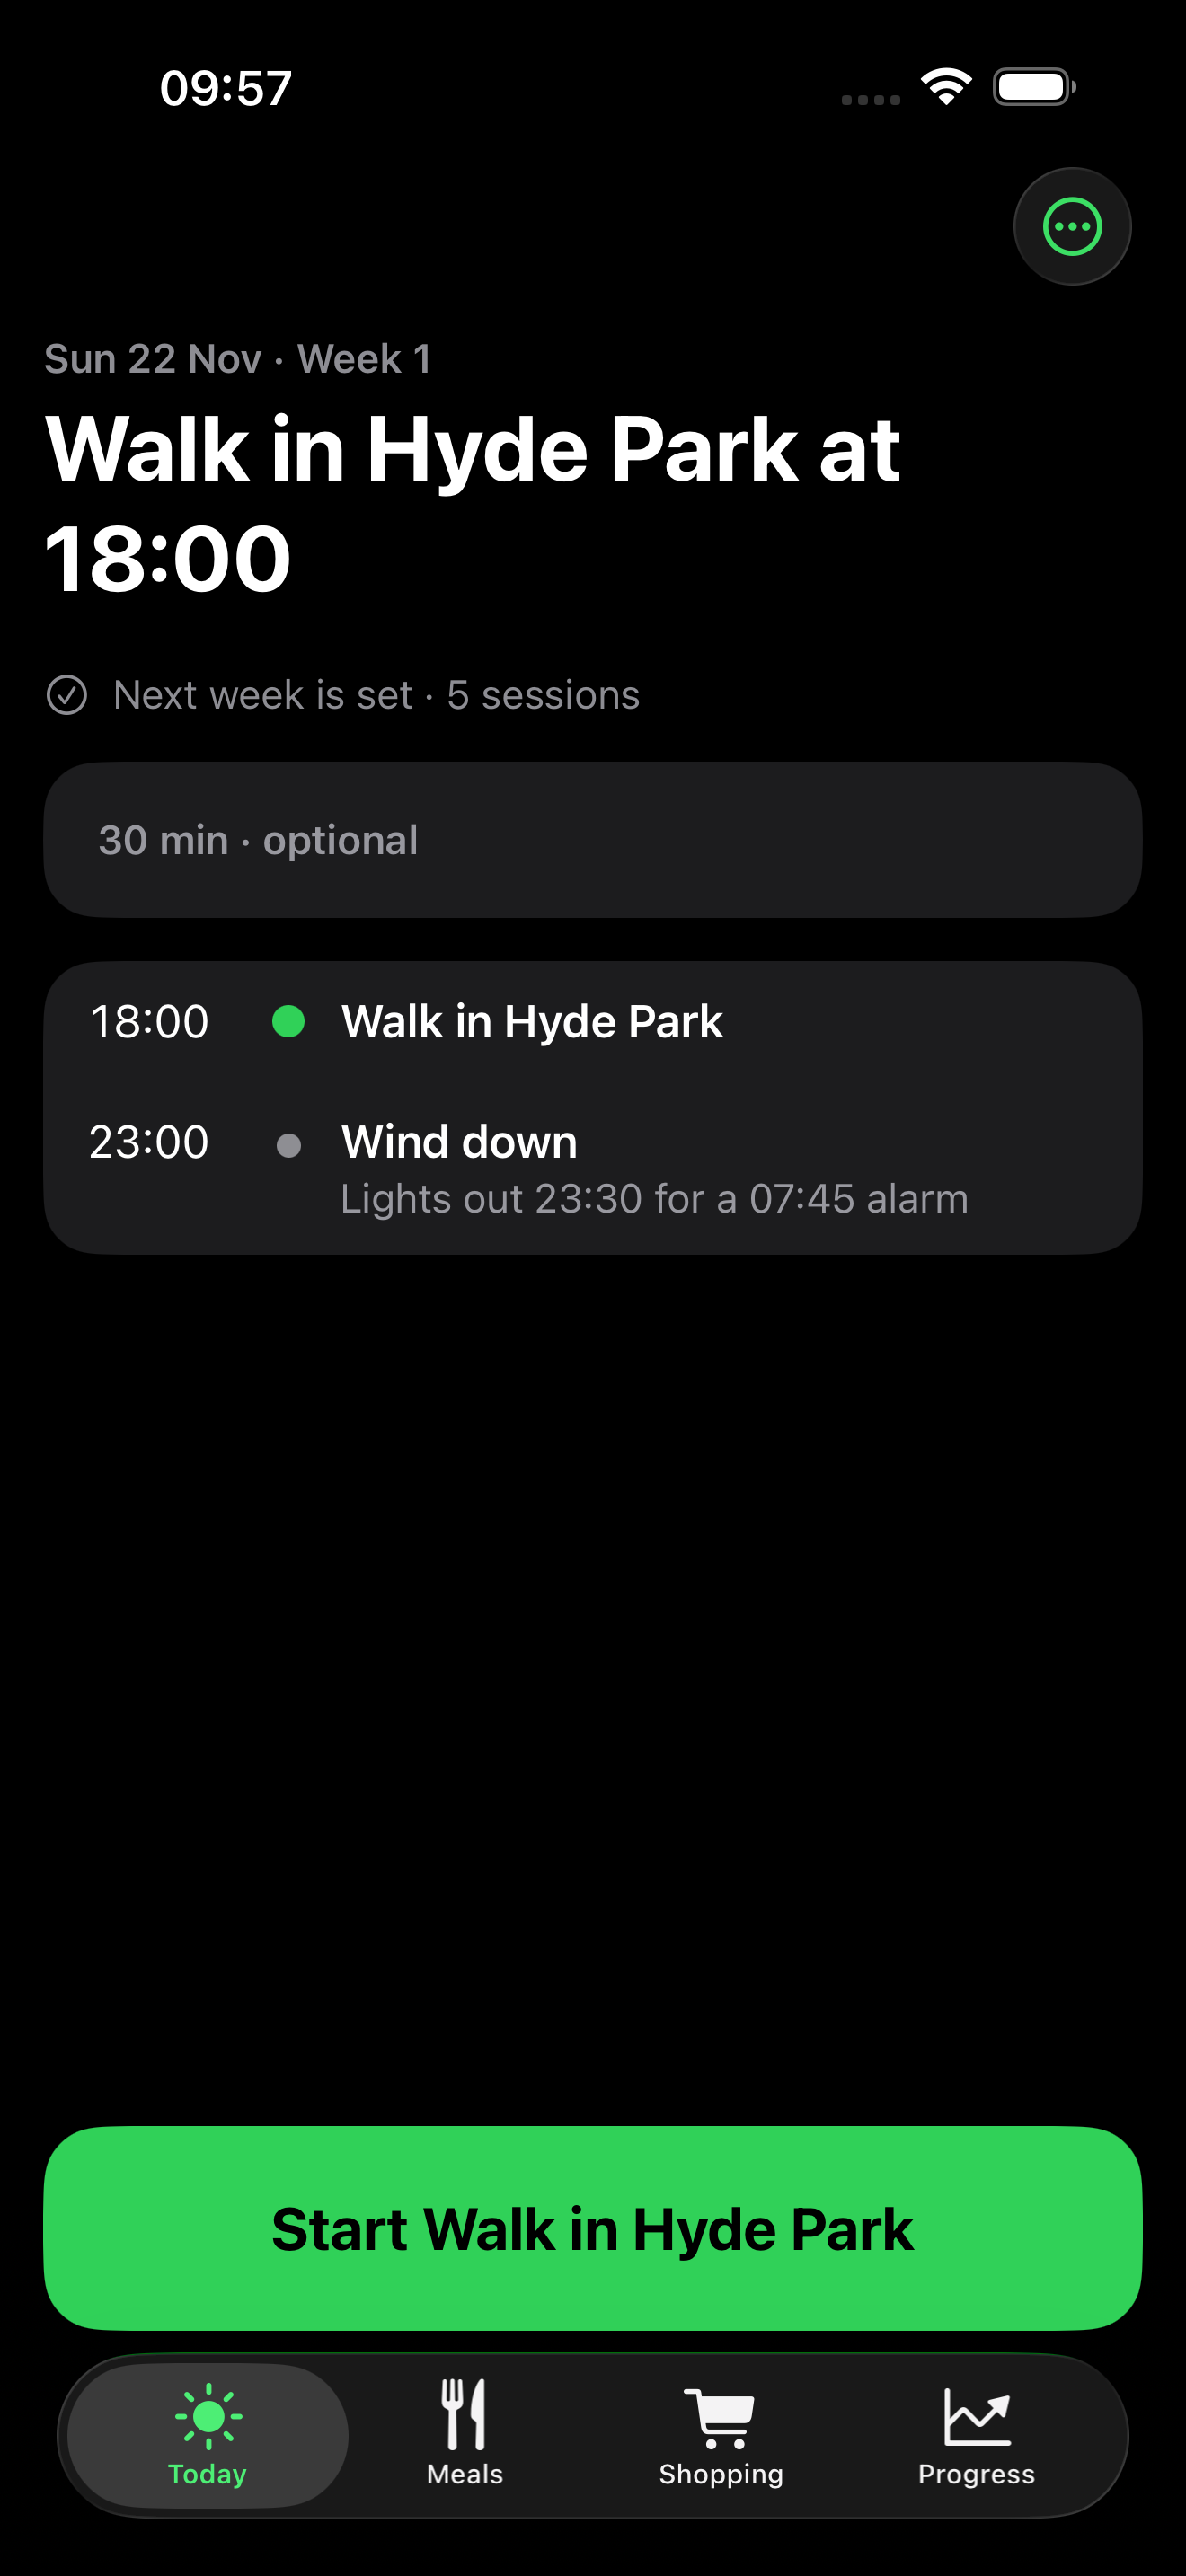 09:57
Sun 22 Nov · Week 1
Walk in Hyde Park at
18:00
Next week is set · 5 sessions
30 min · optional
18:00 Walk in Hyde Park
23:00 Wind down
Lights out 23:30 for a 07:45 alarm
Start Walk in Hyde Park
Today Meals Shopping Progress